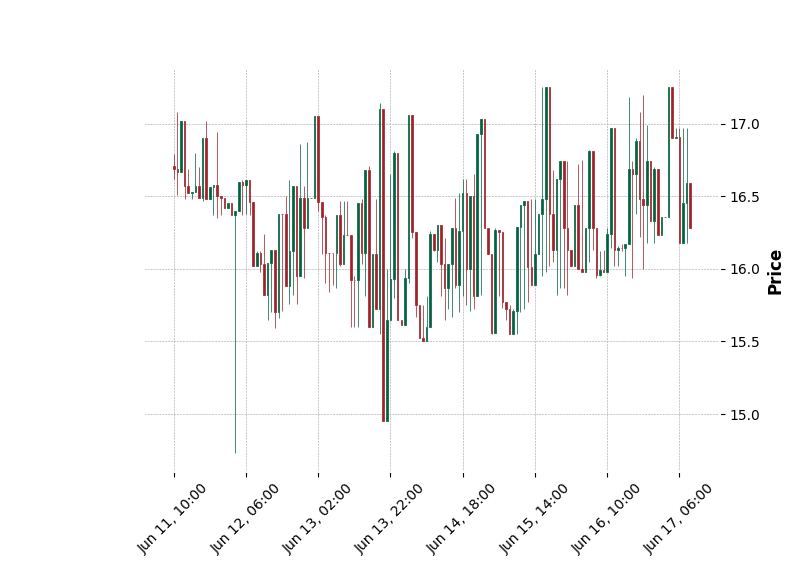 17.0
16.5
16.0
15.5
15.0
Price
Jun 11, 10:00
Jun 12, 06:00
Jun 13, 02:00
Jun 13, 22:00
Jun 14, 18:00
Jun 15, 14:00
Jun 16, 10:00
Jun 17, 06:00